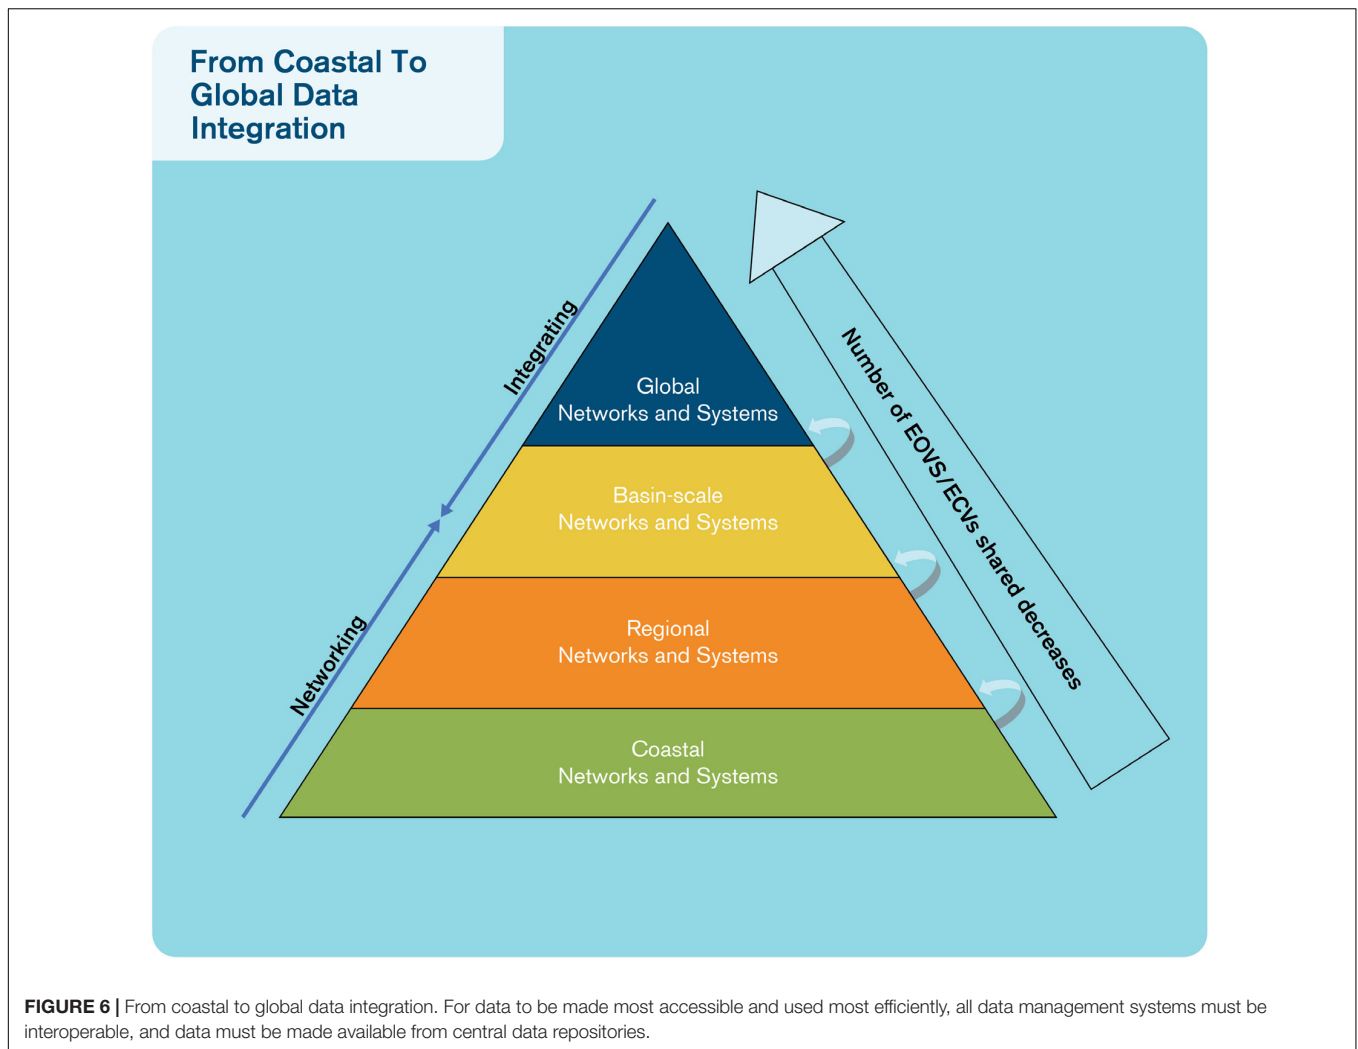 From Coastal To
Global Data
Integration
Integrating
Networking
Global
Networks and Systems
Basin-scale
Networks and Systems
Regional
Networks and Systems
Coastal
Networks and Systems
Number of EOVS/ECVs shared decreases
FIGURE 6 | From coastal to global data integration. For data to be made most accessible and used most efficiently, all data management systems must be
interoperable, and data must be made available from central data repositories.